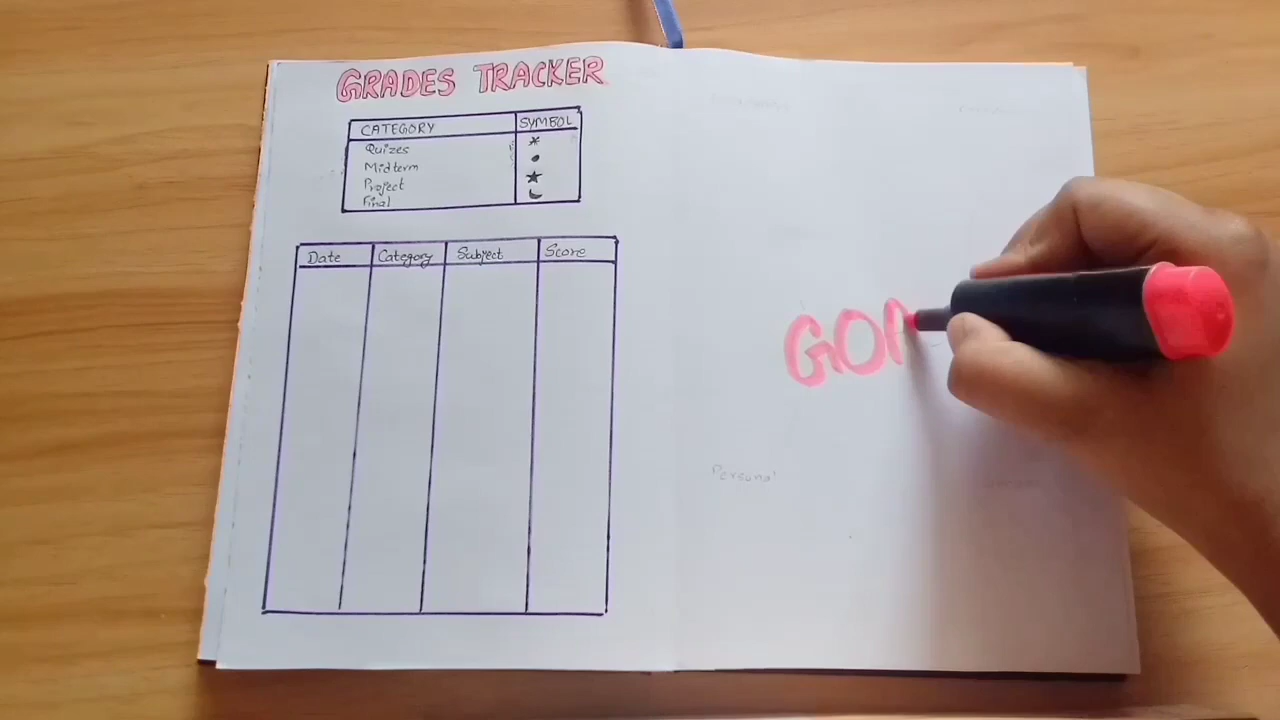 GRADES TRACKER
CATEGORY SYMBOL
Quizes
Midterm
Project
Final
Date Category Subject Score
GOA
Personal